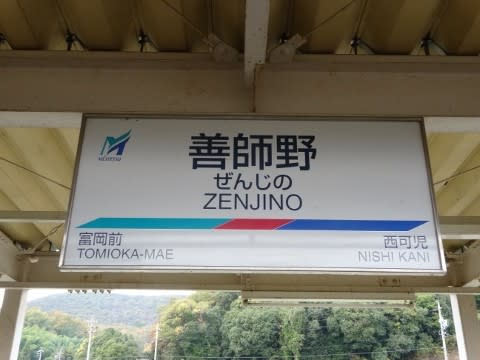 MEITETSU
善師野
ぜんじの
ZENJINO
富岡前
TOMIOKA-MAE
西可児
NISHI KANI